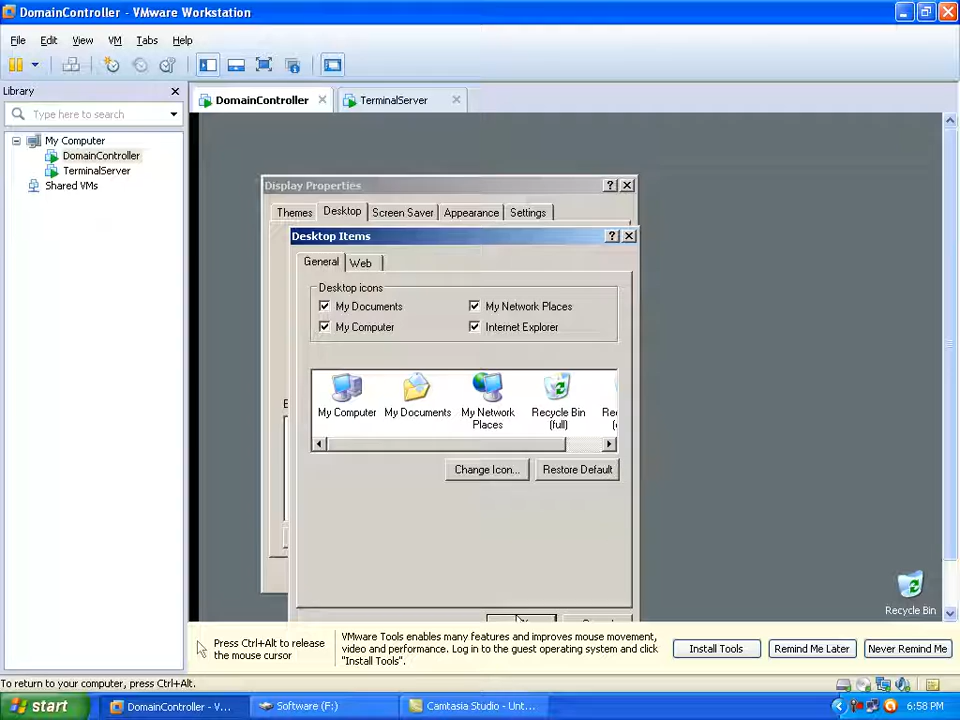 DomainController - VMware Workstation
File Edit View VM Tabs Help
Library
Type here to search
My Computer
DomainController
TerminalServer
Shared VMs
DomainController TerminalServer
Display Properties
Themes Desktop Screen Saver Appearance Settings
Desktop Items
General Web
Desktop icons
My Documents My Network Places
My Computer Internet Explorer
My Computer My Documents My Network Places Recycle Bin (full)
Change Icon... Restore Default
Recycle Bin
Press Ctrl+Alt to release
the mouse cursor
VMware Tools enables many features and improves mouse movement,
video and performance. Log in to the guest operating system and click
"Install Tools".
Install Tools Remind Me Later Never Remind Me
To return to your computer, press Ctrl+Alt.
start DomainController - V... Software (F:) Camtasia Studio - Unt... 6:58 PM